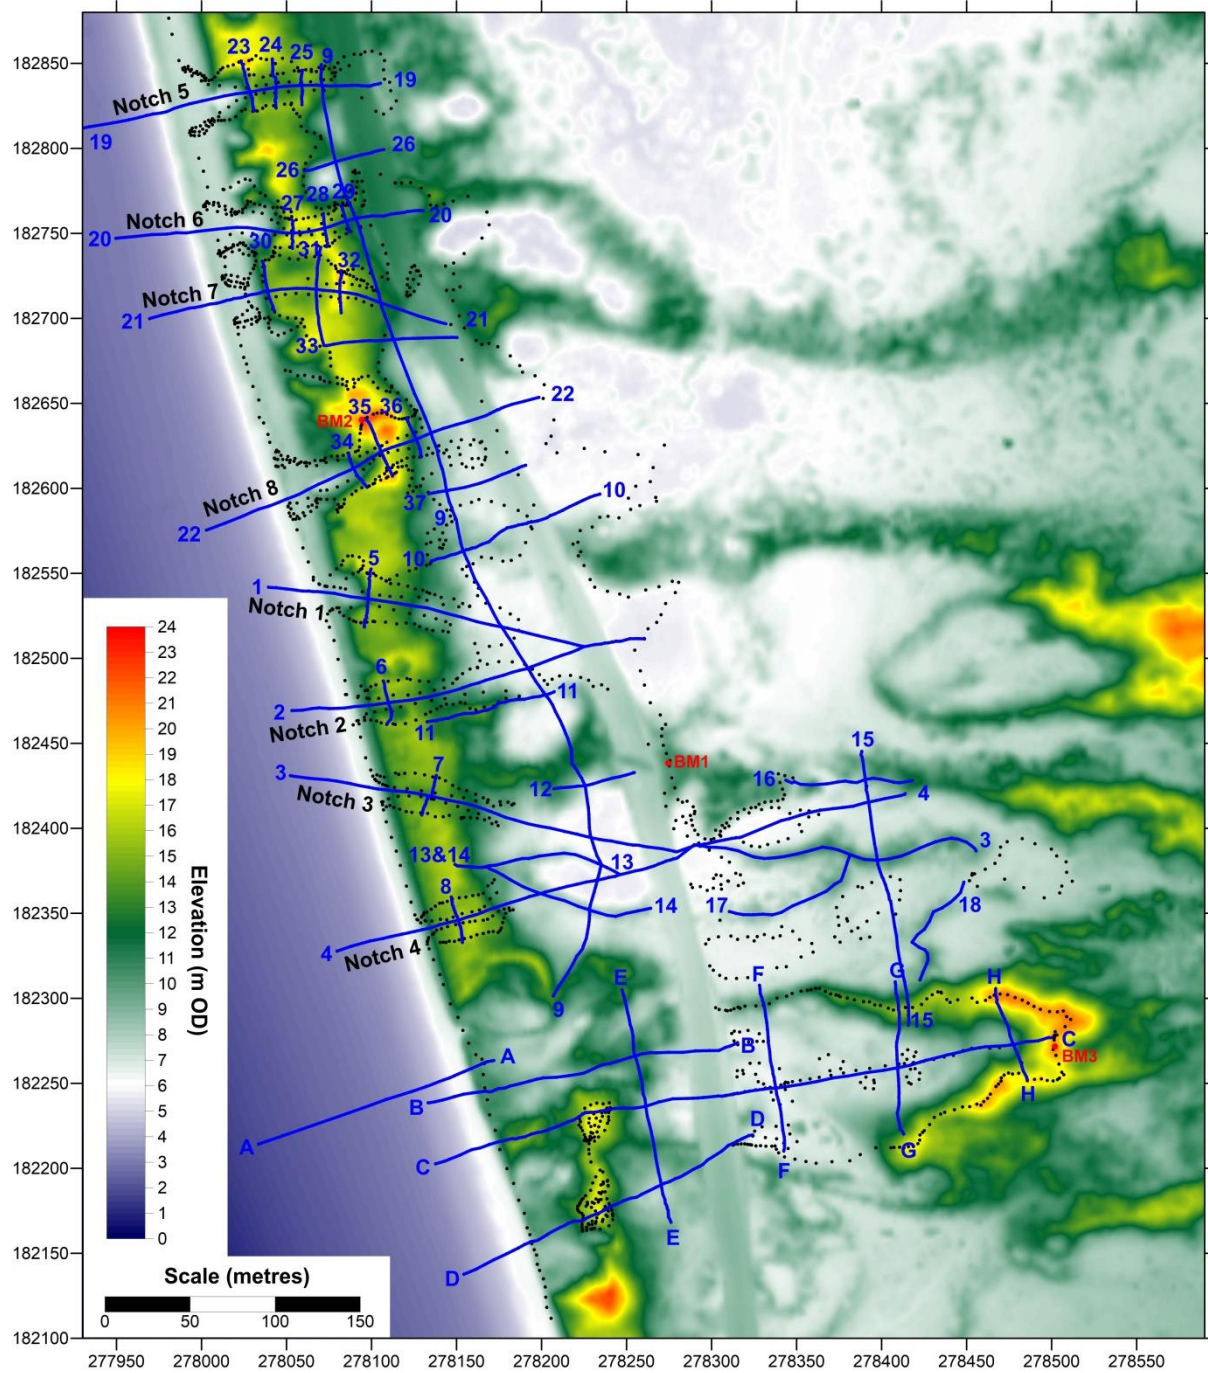 182850
23 24 25 9
Notch 5
19
19
182800
26
26
27 28 29
182750
Notch 6
20
20
30
31
32
Notch 7
182700
21
21
33
182650
22
35 36
BM2
34
182600
Notch 8
37
10
9
22
182550
5
10
1
Notch 1
182500
6
11
2
Notch 2
11
182450
15
BM1
7
16
3
12
4
Notch 3
182400
3
13&14
13
8
17
14
18
182350
4
Notch 4
G
H
E
F
182300
9
15
C
B
A
BM3
182250
B
H
A
D
G
182200
C
F
E
182150
D
182100
24
23
22
21
20
19
18
17
16
15
14
13
12
11
10
9
8
7
6
5
4
3
2
1
0
Elevation (m OD)
Scale (metres)
0 50 100 150
277950 278000 278050 278100 278150 278200 278250 278300 278350 278400 278450 278500 278550